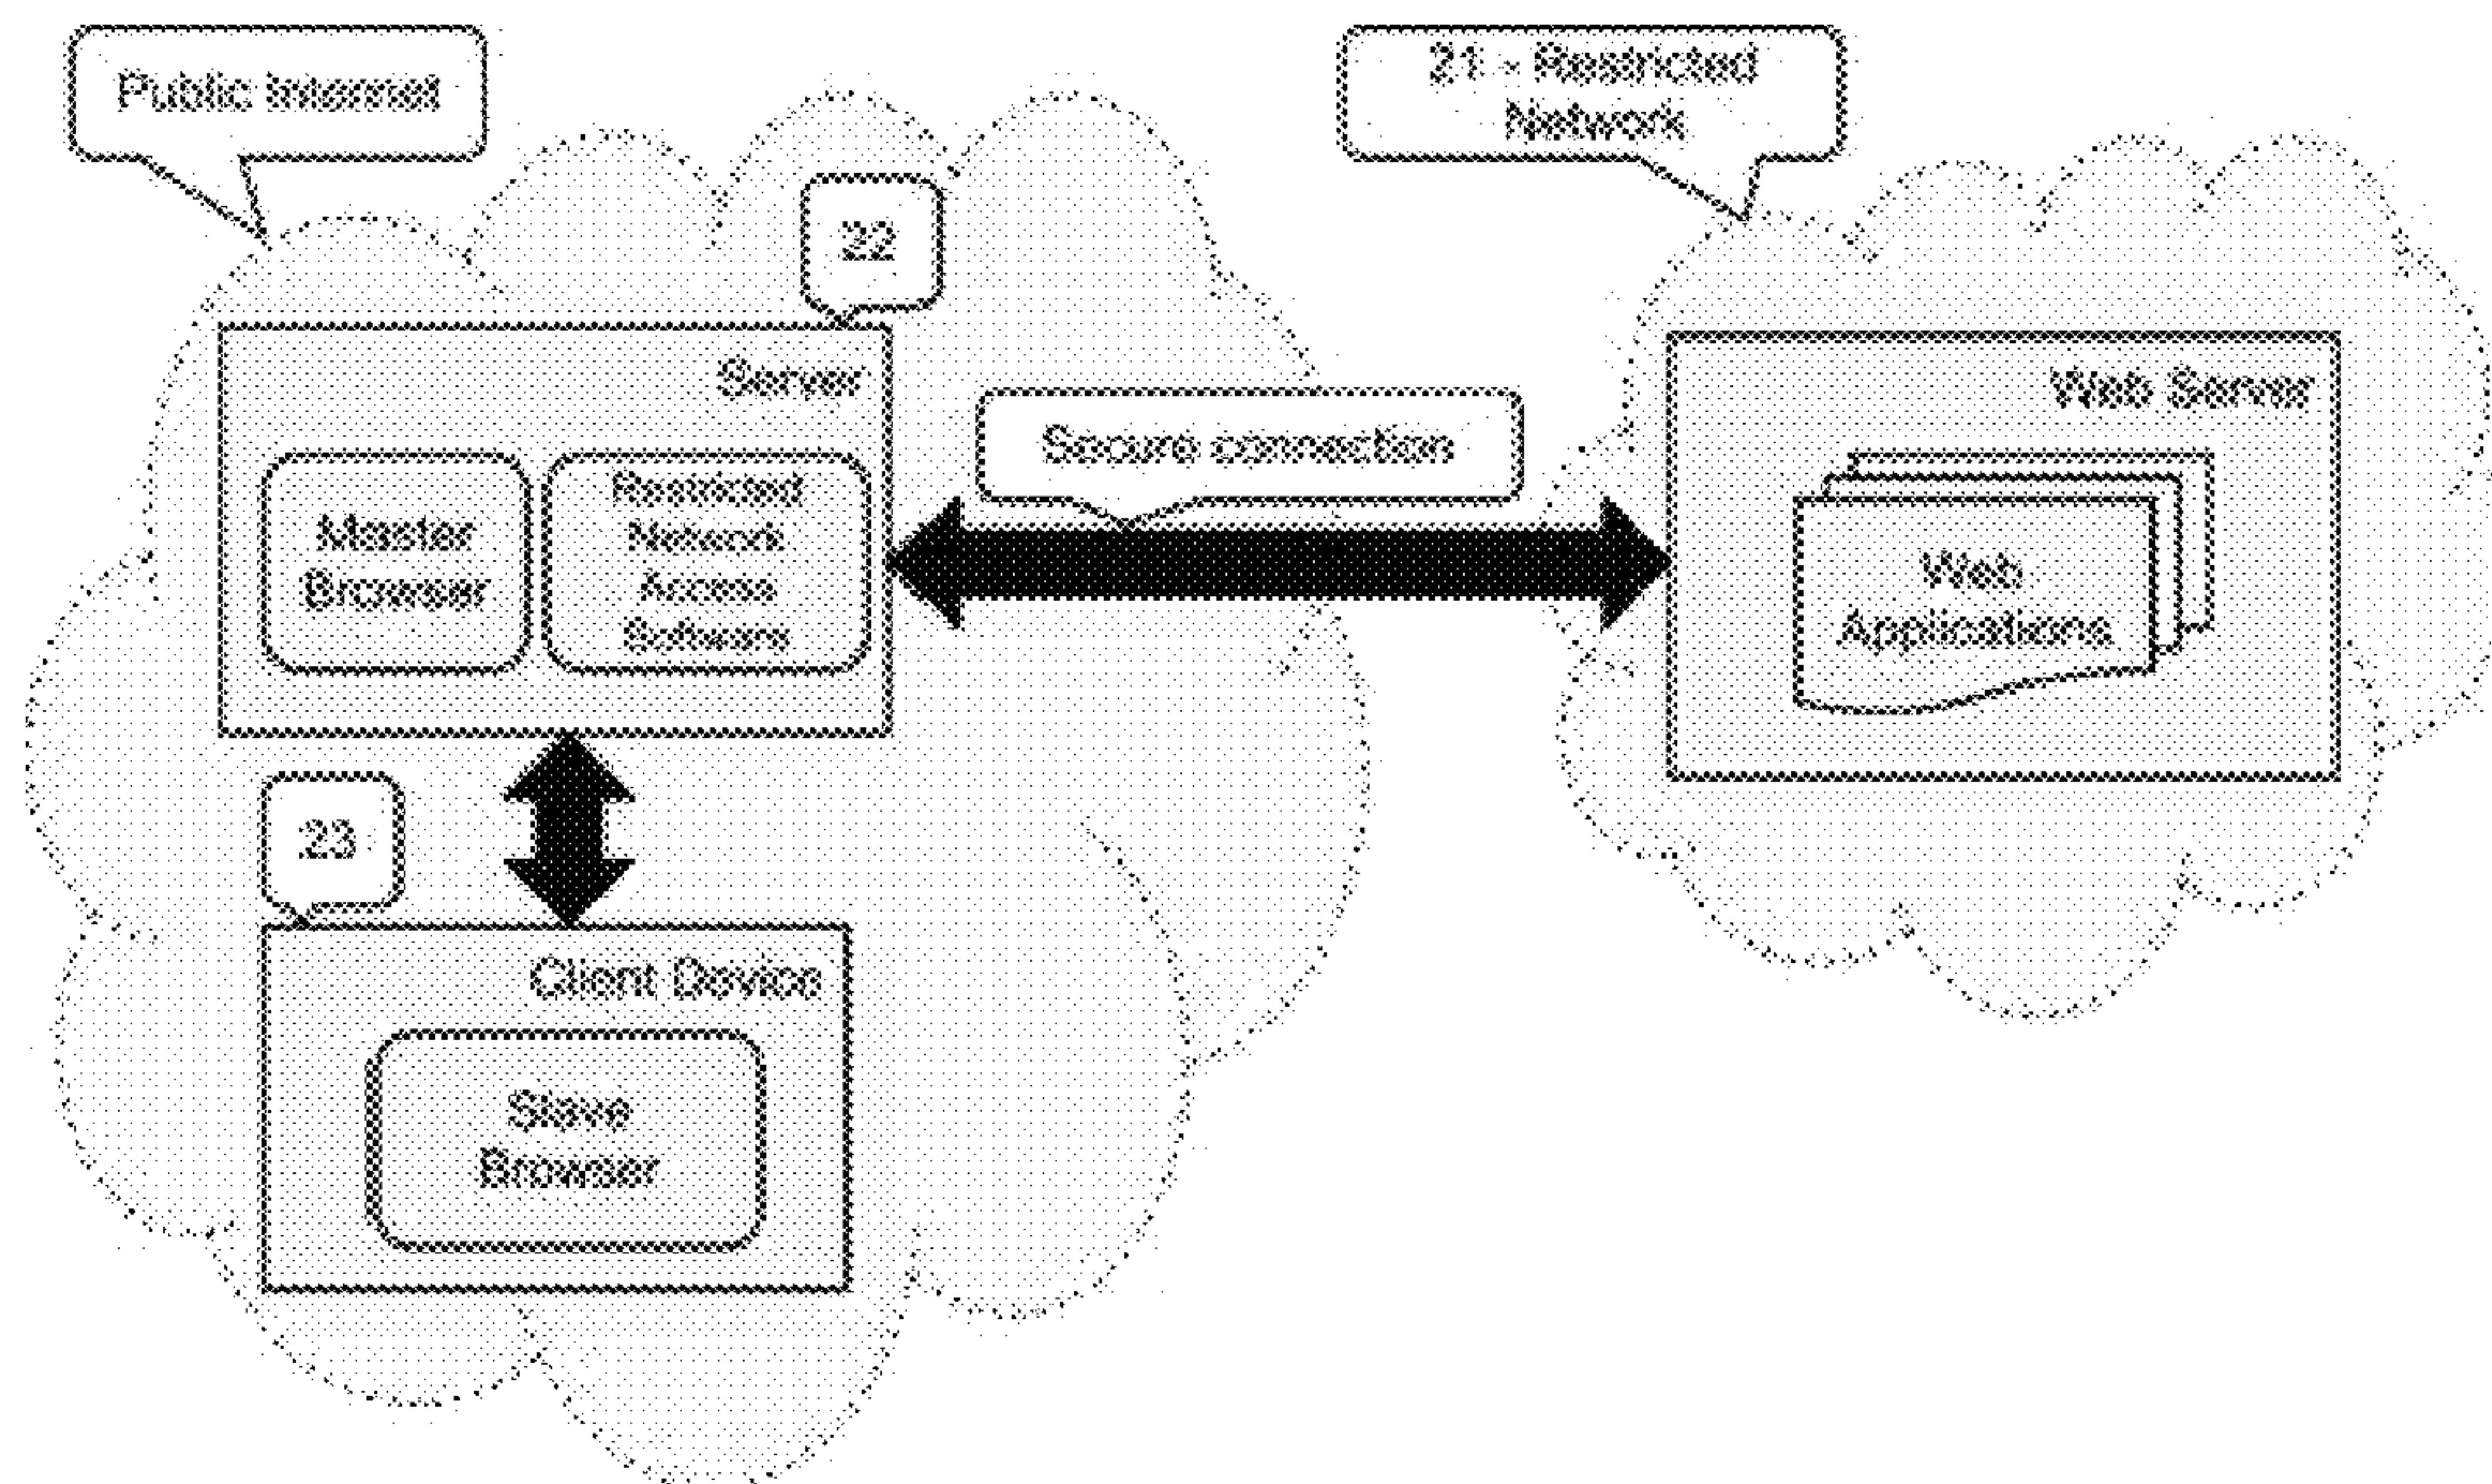 Public Internet
21 - Restricted
Network
22
Server
Web Server
Secure connection
Master
Browser
Restricted
Network
Access
Software
Web
Applications
23
Client Device
Slave
Browser